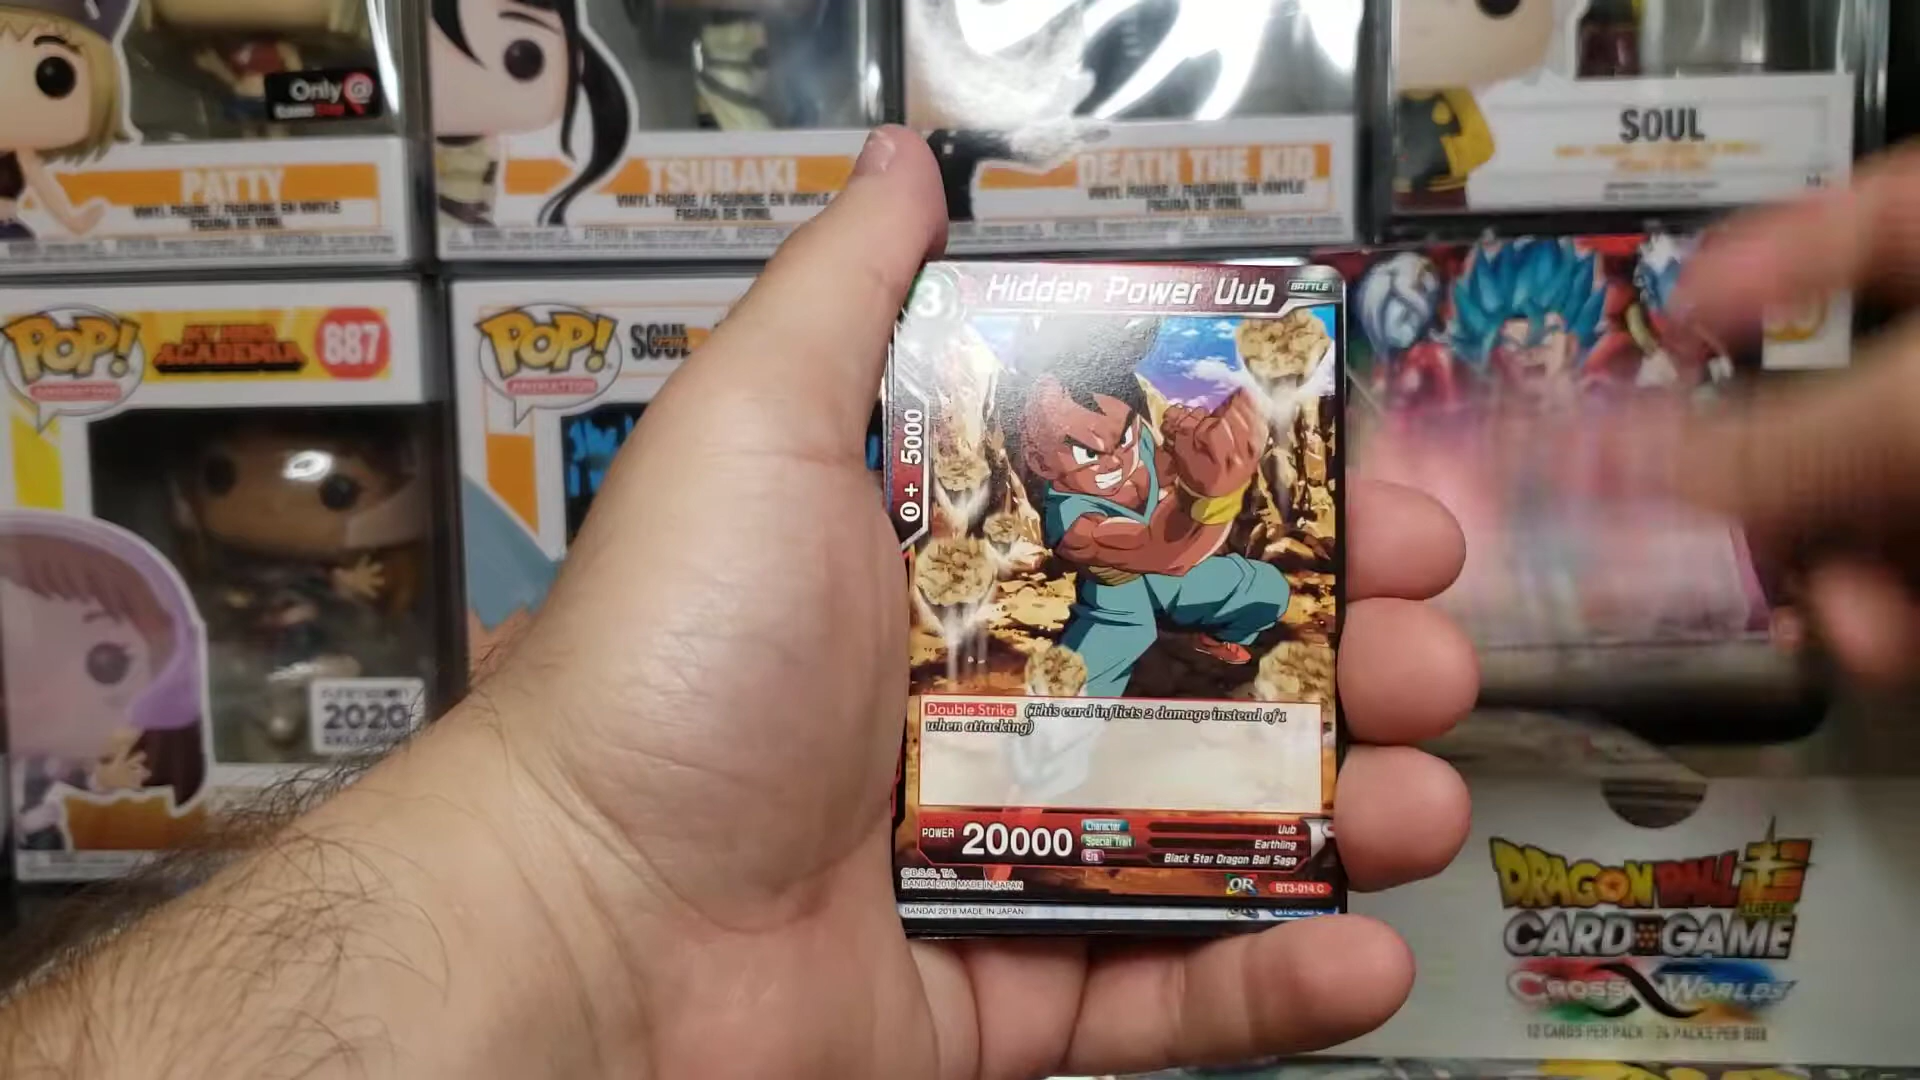 Only @
PATTY
VINYL FIGURE / FIGURINE EN VINYLE
FIGURA DE VINIL
TSUBAKI
VINYL FIGURE / FIGURINE EN VINYLE
FIGURA DE VINIL
DEATH THE KID
VINYL FIGURE / FIGURINE EN VINYLE
FIGURA DE VINIL
SOUL
POP!
ANIMATION
MY HERO
ACADEMIA
887
2020
POP!
ANIMATION
SOUL
3
Hidden Power Uub
BATTLE
0 + 5000
Double Strike (This card inflicts 2 damage instead of 1
when attacking)
POWER 20000
Character Uub
Special Trait Earthling
Era Black Star Dragon Ball Saga
BANDAI 2018 MADE IN JAPAN
BT3-014 C
BANDAI 2018 MADE IN JAPAN
DRAGON BALL 超
CARD GAME
CROSS WORLDS
12 CARDS PER PACK 24 PACKS PER BOX